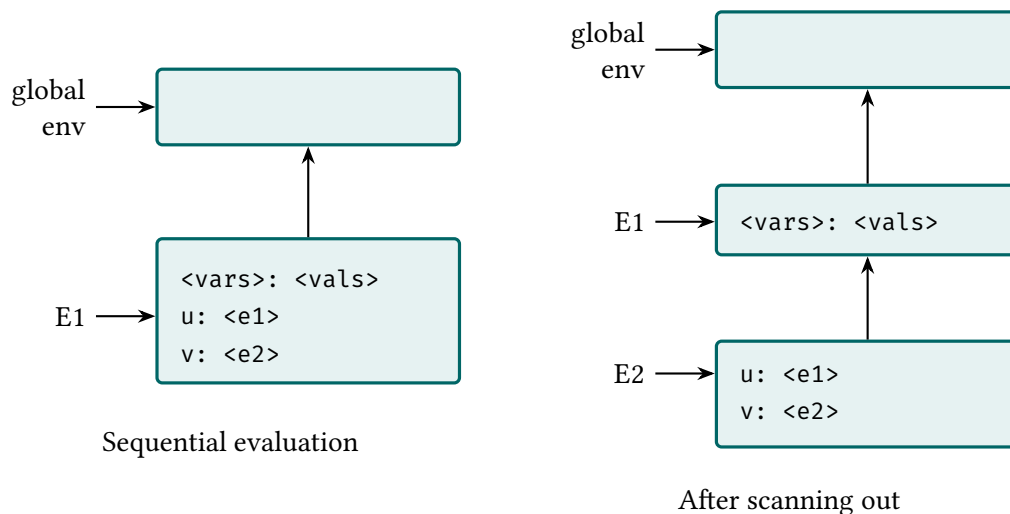 global
env
E1
<vars>: <vals>
u: <e1>
v: <e2>
Sequential evaluation
global
env
E1
<vars>: <vals>
E2
u: <e1>
v: <e2>
After scanning out